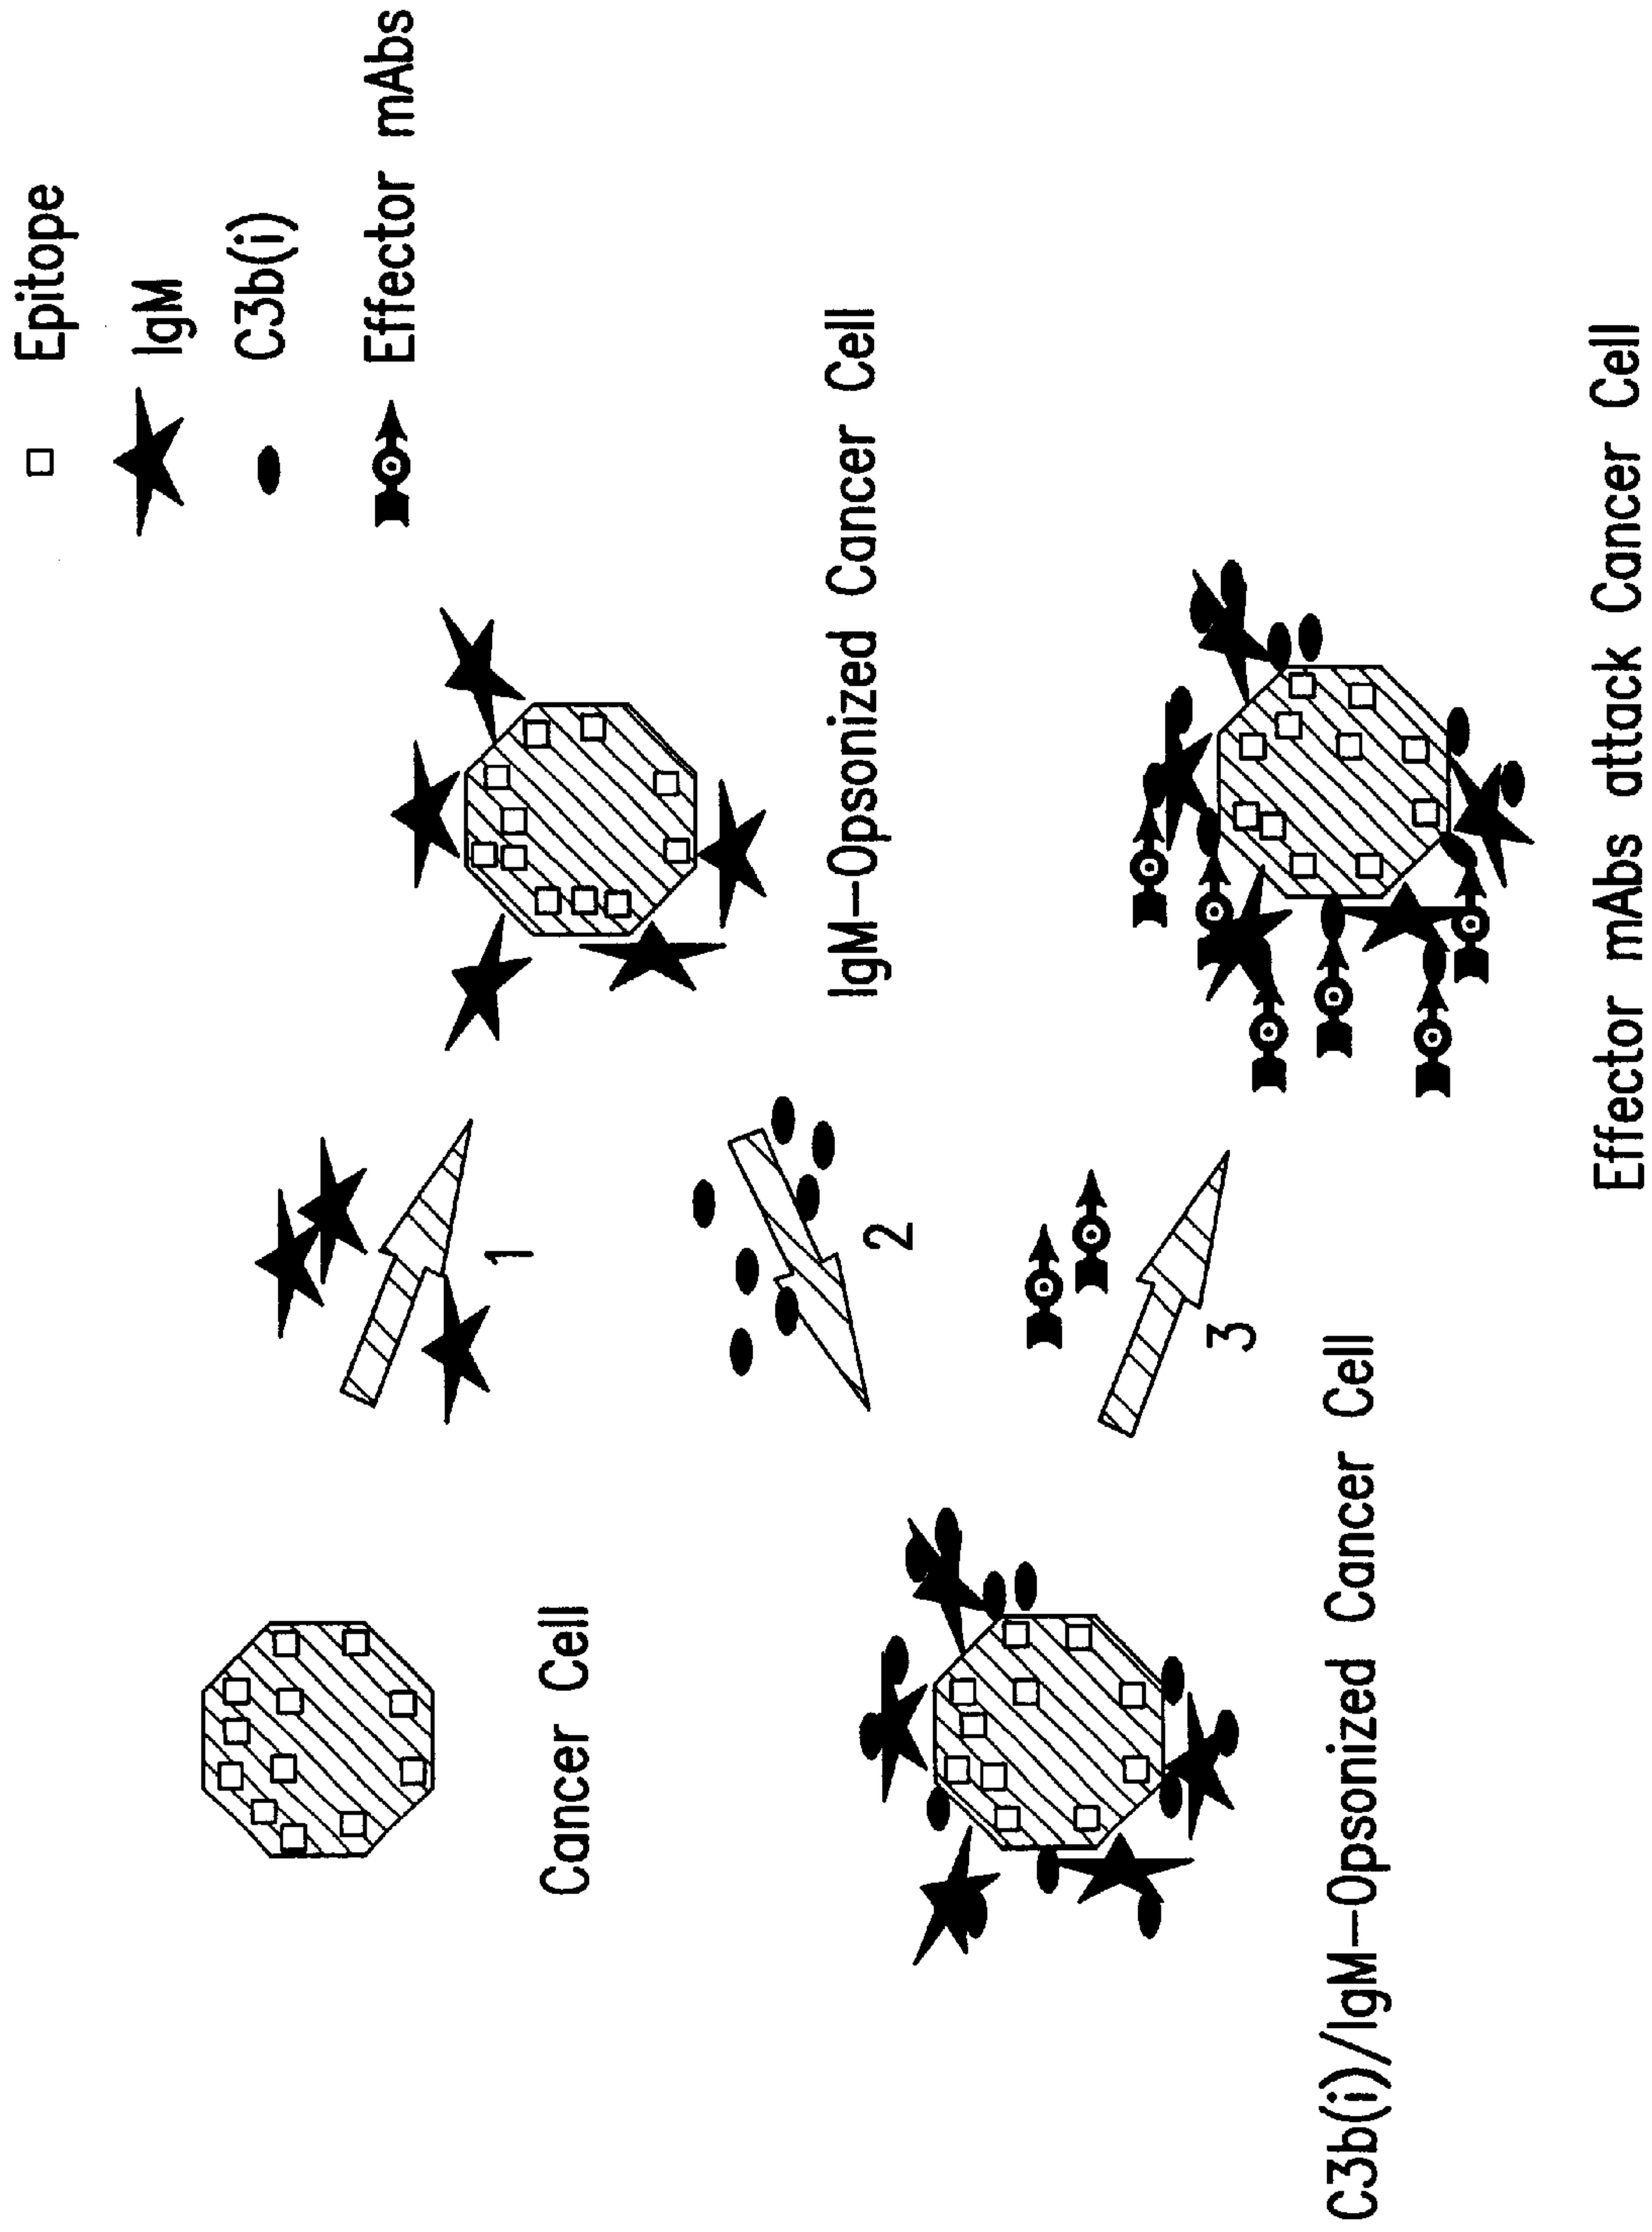 Epitope
IgM
C3b(i)
Effector mAbs
Cancer Cell
1
IgM-Opsonized Cancer Cell
2
C3b(i)/IgM-Opsonized Cancer Cell
3
Effector mAbs attack Cancer Cell